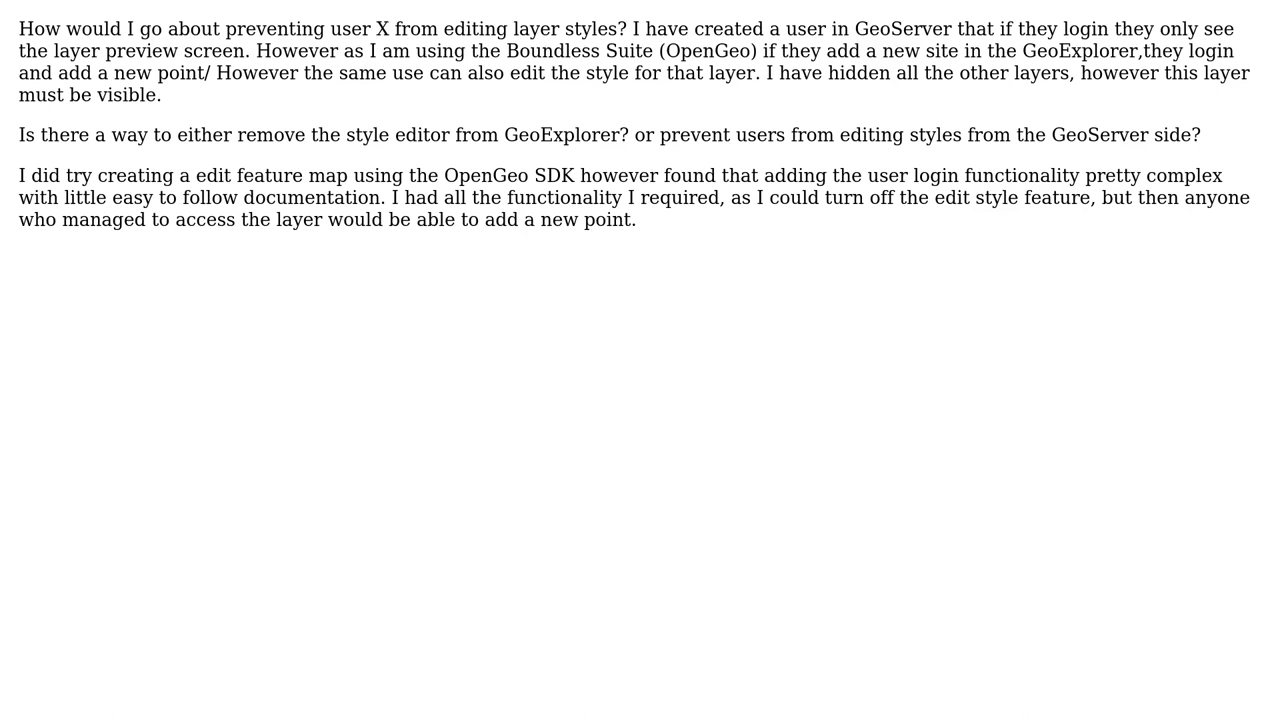 How would I go about preventing user X from editing layer styles? I have created a user in GeoServer that if they login they only see
the layer preview screen. However as I am using the Boundless Suite (OpenGeo) if they add a new site in the GeoExplorer,they login
and add a new point/ However the same use can also edit the style for that layer. I have hidden all the other layers, however this layer
must be visible.
Is there a way to either remove the style editor from GeoExplorer? or prevent users from editing styles from the GeoServer side?
I did try creating a edit feature map using the OpenGeo SDK however found that adding the user login functionality pretty complex
with little easy to follow documentation. I had all the functionality I required, as I could turn off the edit style feature, but then anyone
who managed to access the layer would be able to add a new point.